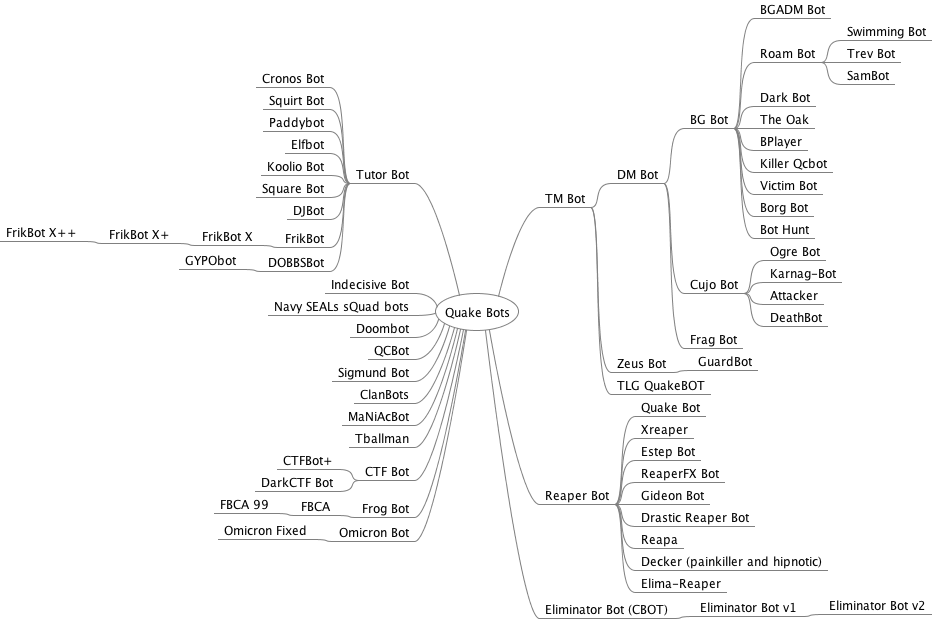 Quake Bots
Tutor Bot
Cronos Bot
Squirt Bot
Paddybot
Elfbot
Koolio Bot
Square Bot
DJBot
FrikBot
FrikBot X
FrikBot X+
FrikBot X++
DOBBSBot
GYPObot
Indecisive Bot
Navy SEALs sQuad bots
Doombot
QCBot
Sigmund Bot
ClanBots
MaNiAcBot
Tballman
CTF Bot
CTFBot+
DarkCTF Bot
Frog Bot
FBCA
FBCA 99
Omicron Bot
Omicron Fixed
TM Bot
DM Bot
BG Bot
BGADM Bot
Roam Bot
Swimming Bot
Trev Bot
SamBot
Dark Bot
The Oak
BPlayer
Killer Qcbot
Victim Bot
Borg Bot
Bot Hunt
Cujo Bot
Ogre Bot
Karnag-Bot
Attacker
DeathBot
Frag Bot
Zeus Bot
GuardBot
TLG QuakeBOT
Reaper Bot
Quake Bot
Xreaper
Estep Bot
ReaperFX Bot
Gideon Bot
Drastic Reaper Bot
Reapa
Decker (painkiller and hipnotic)
Elima-Reaper
Eliminator Bot (CBOT)
Eliminator Bot v1
Eliminator Bot v2